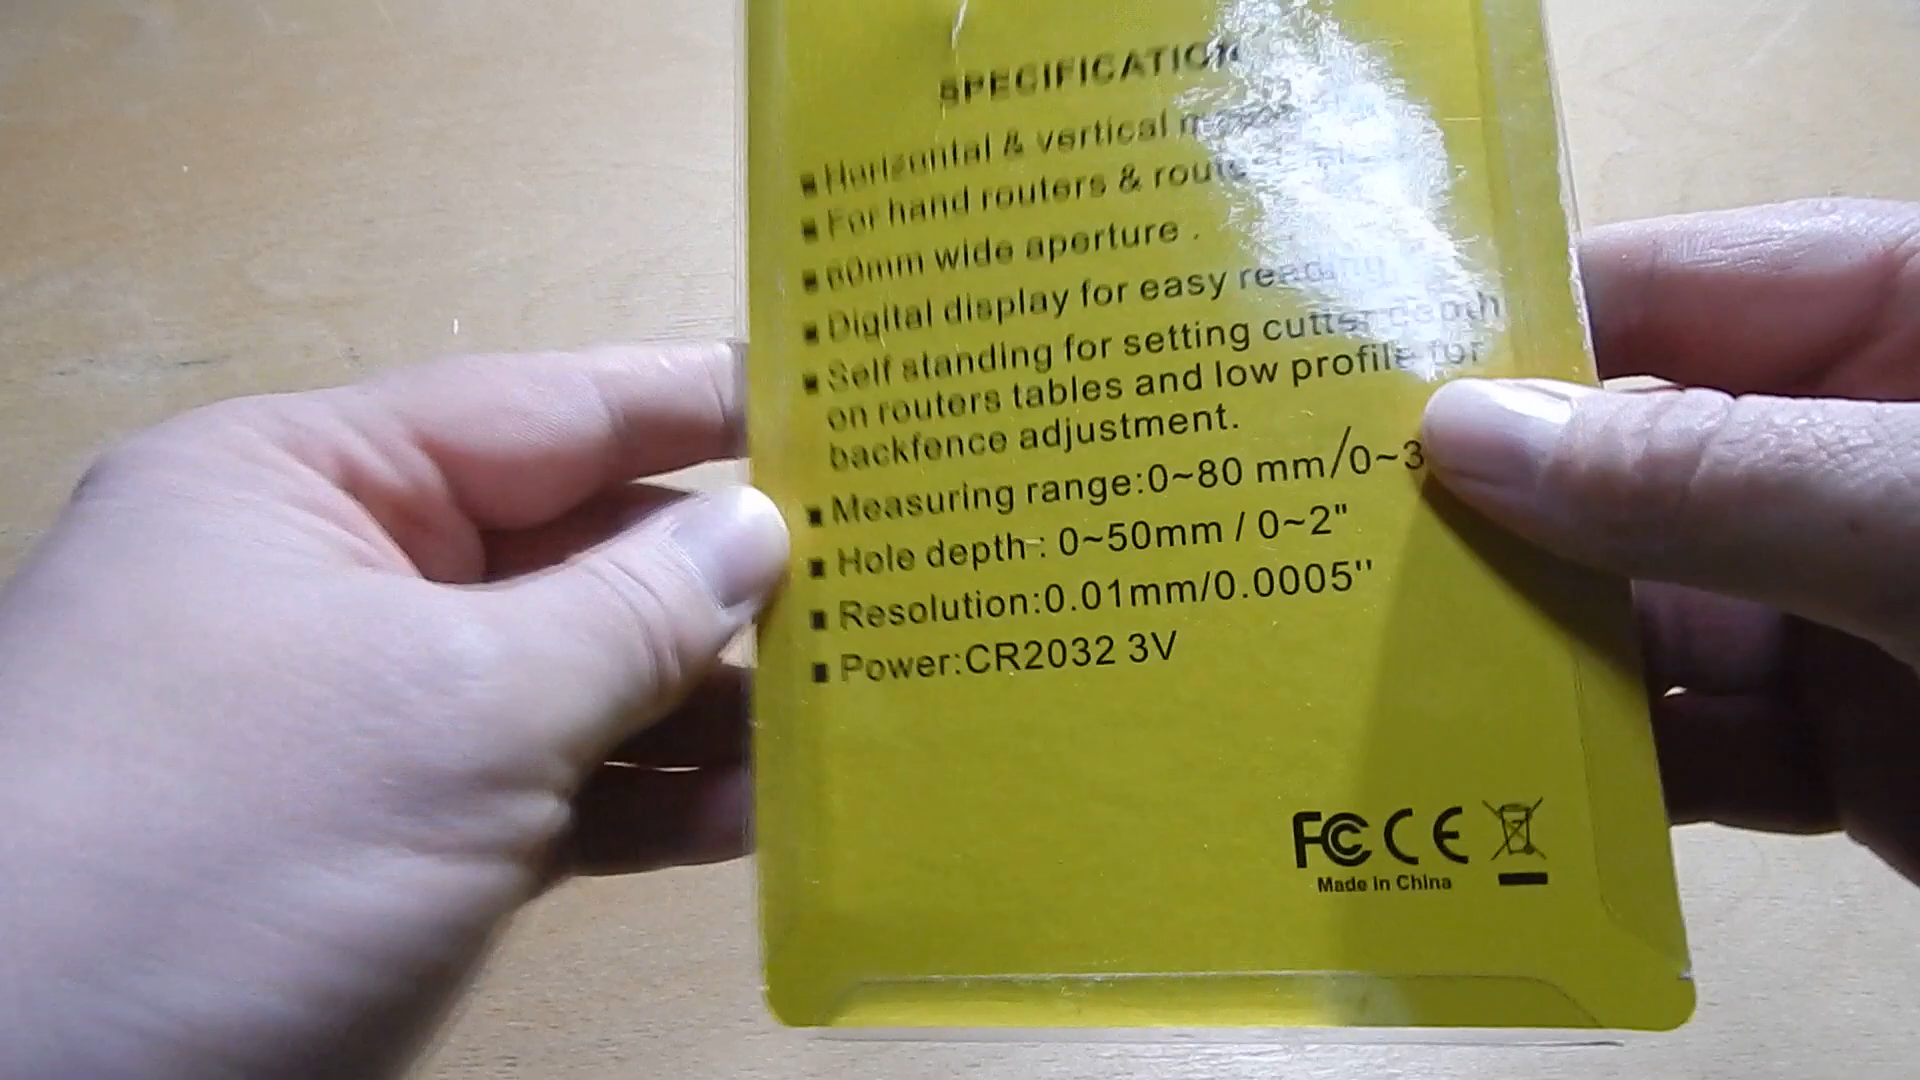 SPECIFICATION
■ Horizontal & vertical
■ For hand routers &
■ 60mm wide aperture .
■ Digital display for easy reading
■ Self standing for setting cutter depth
on routers tables and low profile for
backfence adjustment.
■ Measuring range:0~80 mm/0~3
■ Hole depth : 0~50mm / 0~2"
■ Resolution:0.01mm/0.0005''
■ Power:CR2032 3V
FC CE
Made in China